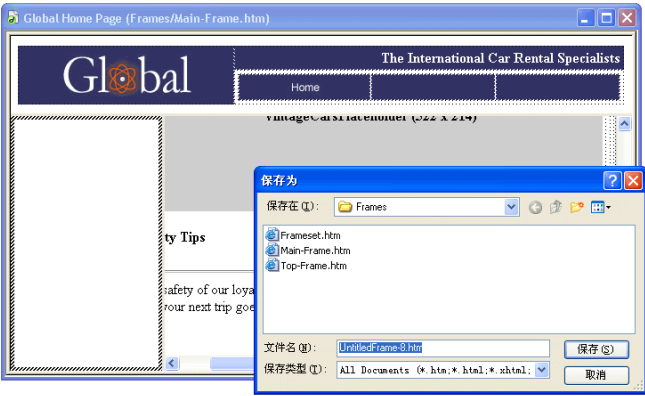 Global Home Page (Frames/Main-Frame.htm)
The International Car Rental Specialists
Global
Home
VintageCarsPlaceholder (522 x 214)
ty Tips
safety of our loya
your next trip goe
保存为
保存在(I):
Frames
Frameset.htm
Main-Frame.htm
Top-Frame.htm
文件名(N):
UntitledFrame-8.htm
保存(S)
保存类型(T):
All Documents (*.htm;*.html;*.xhtml;
取消